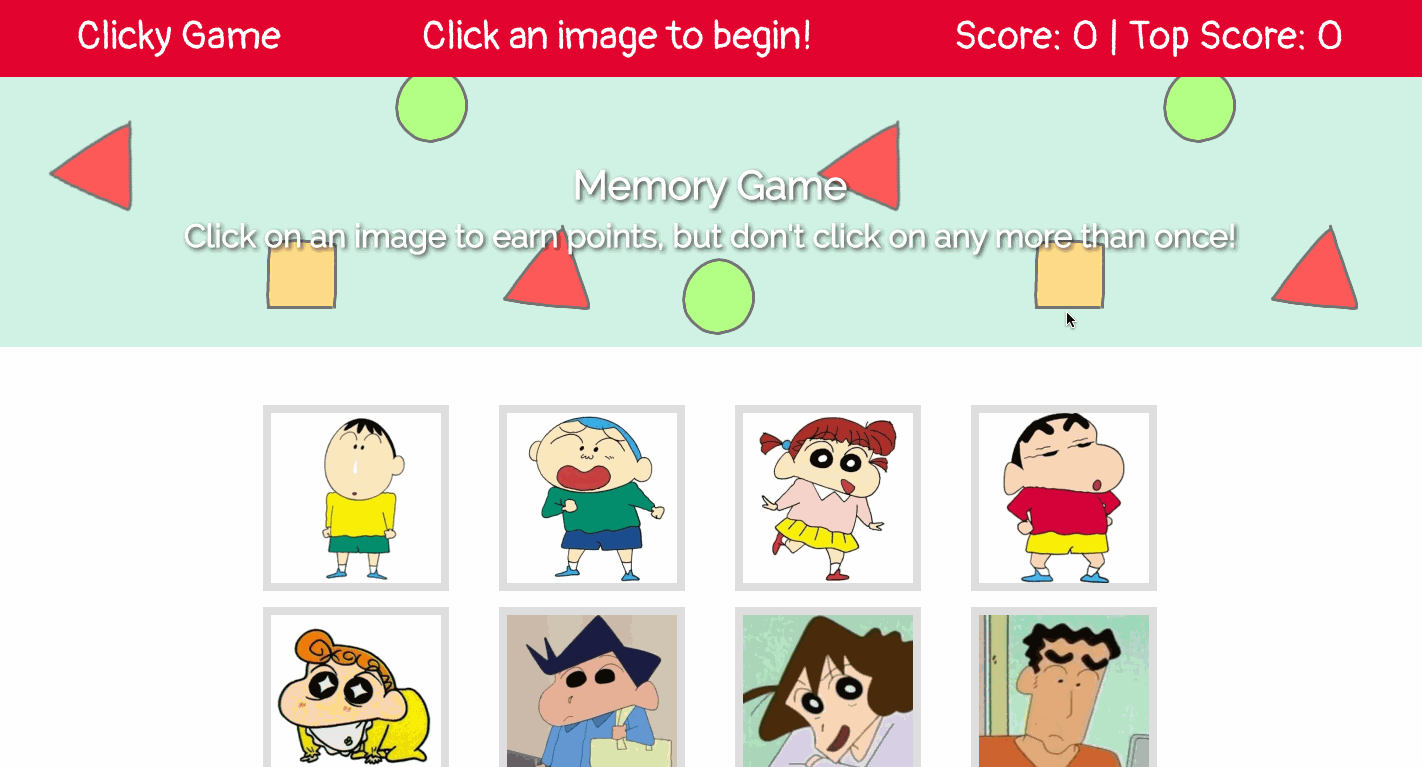 Clicky Game
Click an image to begin!
Score: 0 | Top Score: 0
Memory Game
Click on an image to earn points, but don't click on any more than once!